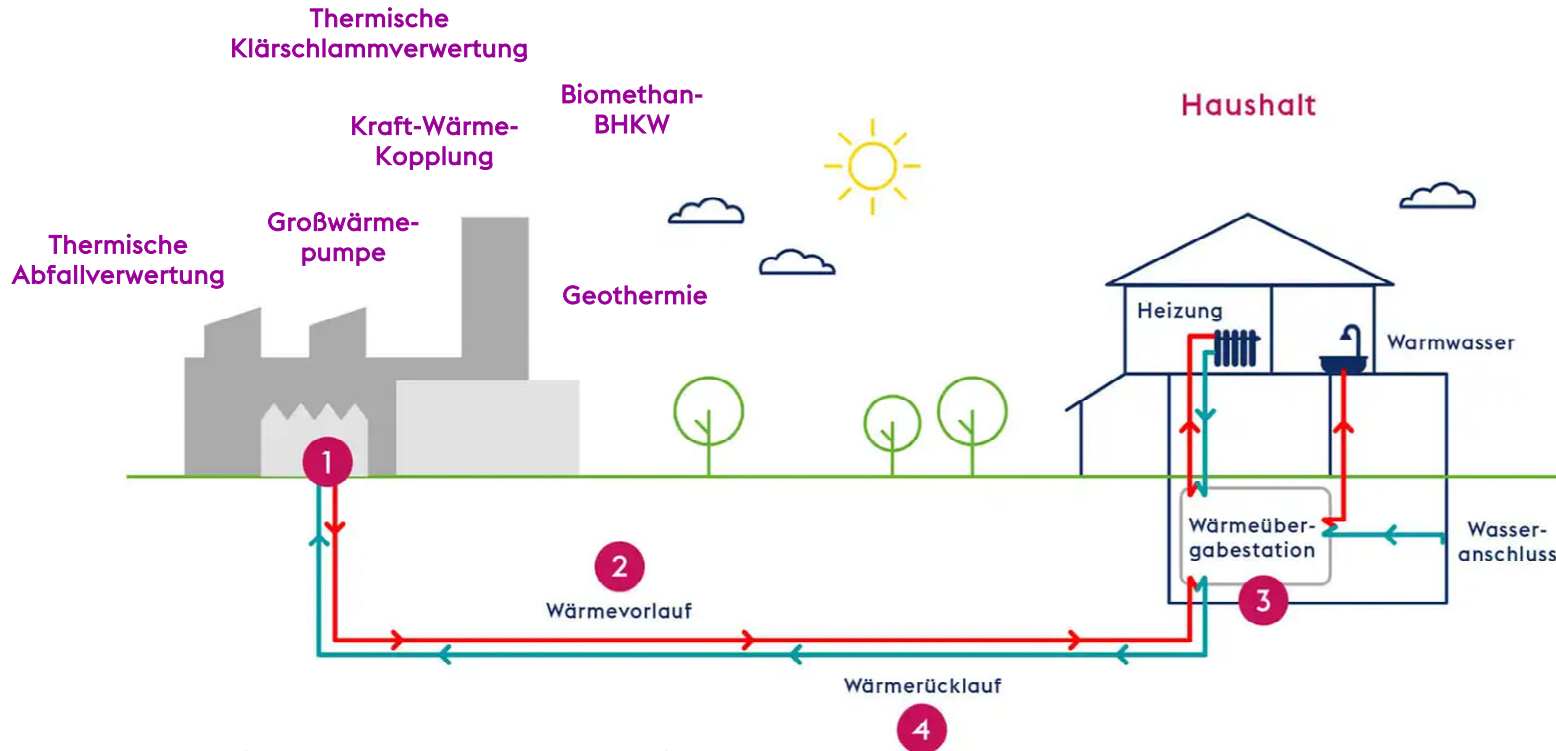 Thermische
Klärschlammverwertung
Biomethan-
BHKW
Kraft-Wärme-
Kopplung
Großwärme-
pumpe
Thermische
Abfallverwertung
Geothermie
Haushalt
Heizung
Warmwasser
1
Wärmeüber-
gabestation
Wasser-
anschluss
2
Wärmevorlauf
3
Wärmerücklauf
4